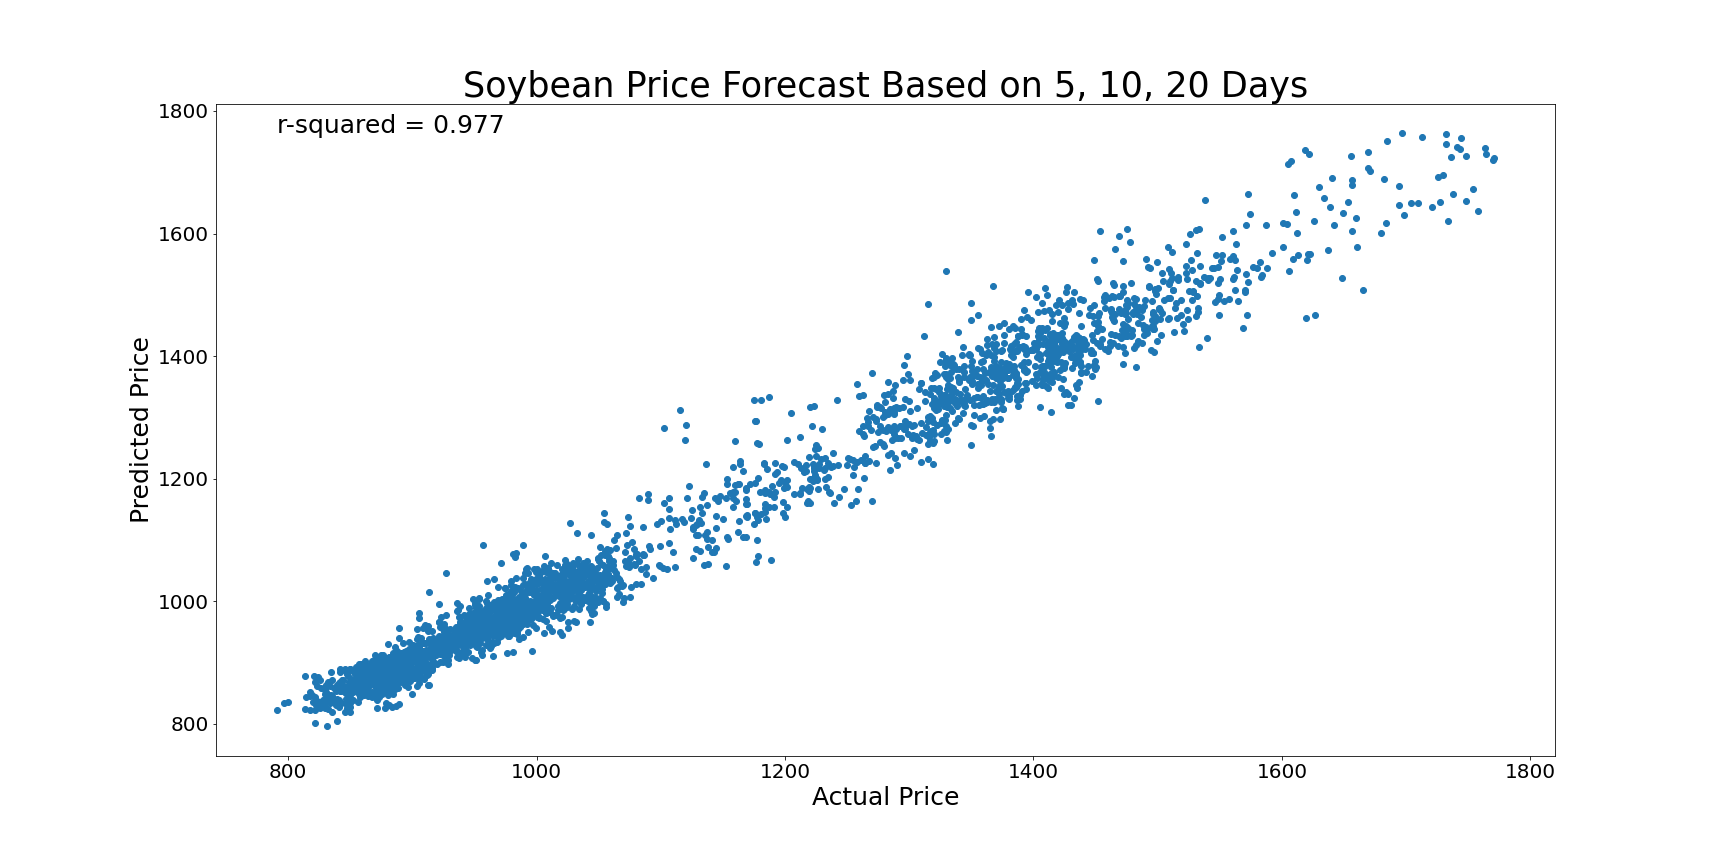 Soybean Price Forecast Based on 5, 10, 20 Days
r-squared = 0.977
1800
1600
1400
1200
1000
800
Predicted Price
800 1000 1200 1400 1600 1800
Actual Price